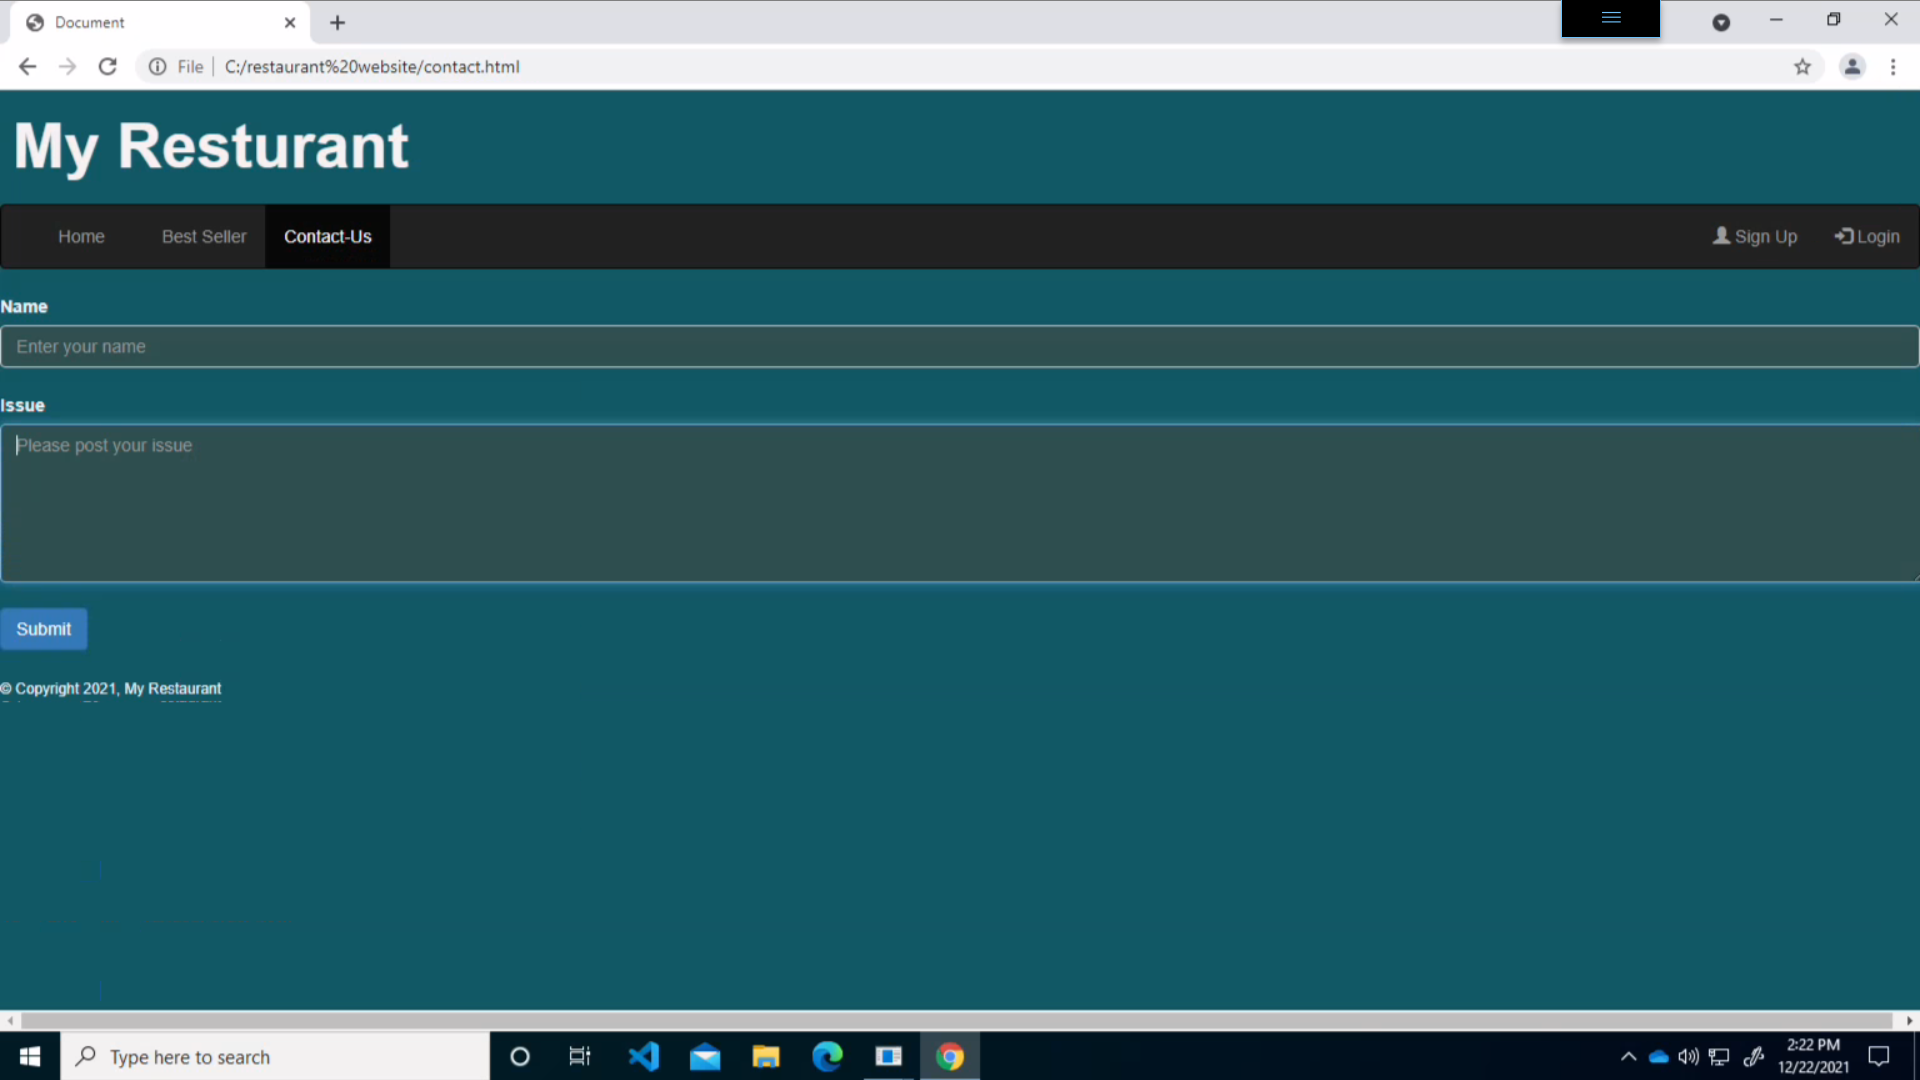 Document
File
C:/restaurant%20website/contact.html
My Resturant
Home Best Seller Contact-Us Sign Up Login
Name
Enter your name
Issue
Please post your issue
Submit
© Copyright 2021, My Restaurant
Type here to search
2:22 PM
12/22/2021